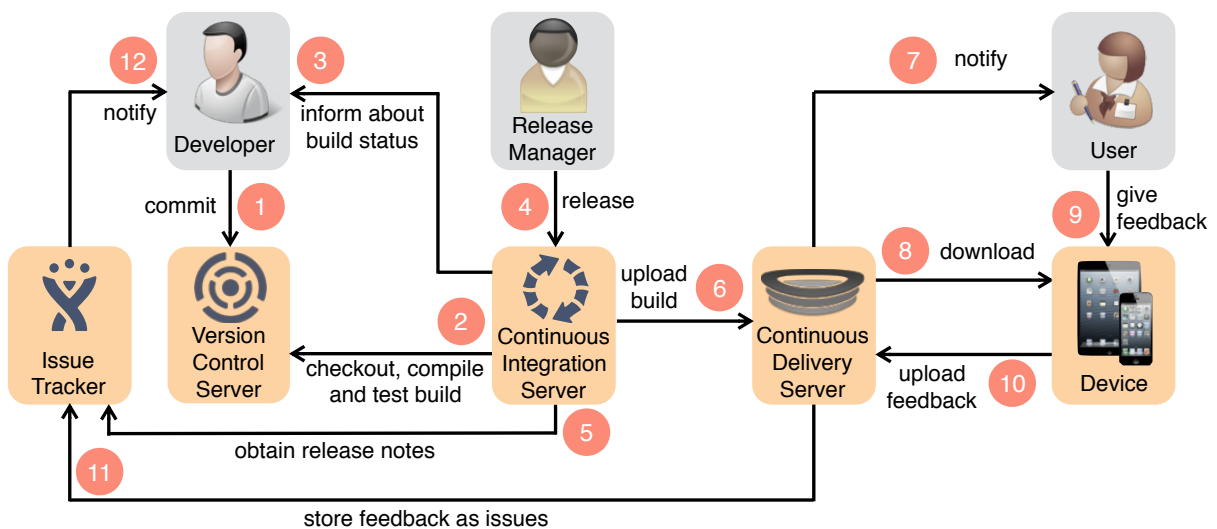 12
notify
Developer
3
inform about
build status
Release
Manager
7
notify
User
commit
1
4
release
9
give
feedback
Issue
Tracker
Version
Control
Server
2
checkout, compile
and test build
Continuous
Integration
Server
upload
build
6
Continuous
Delivery
Server
8
download
upload
feedback
10
Device
5
obtain release notes
11
store feedback as issues